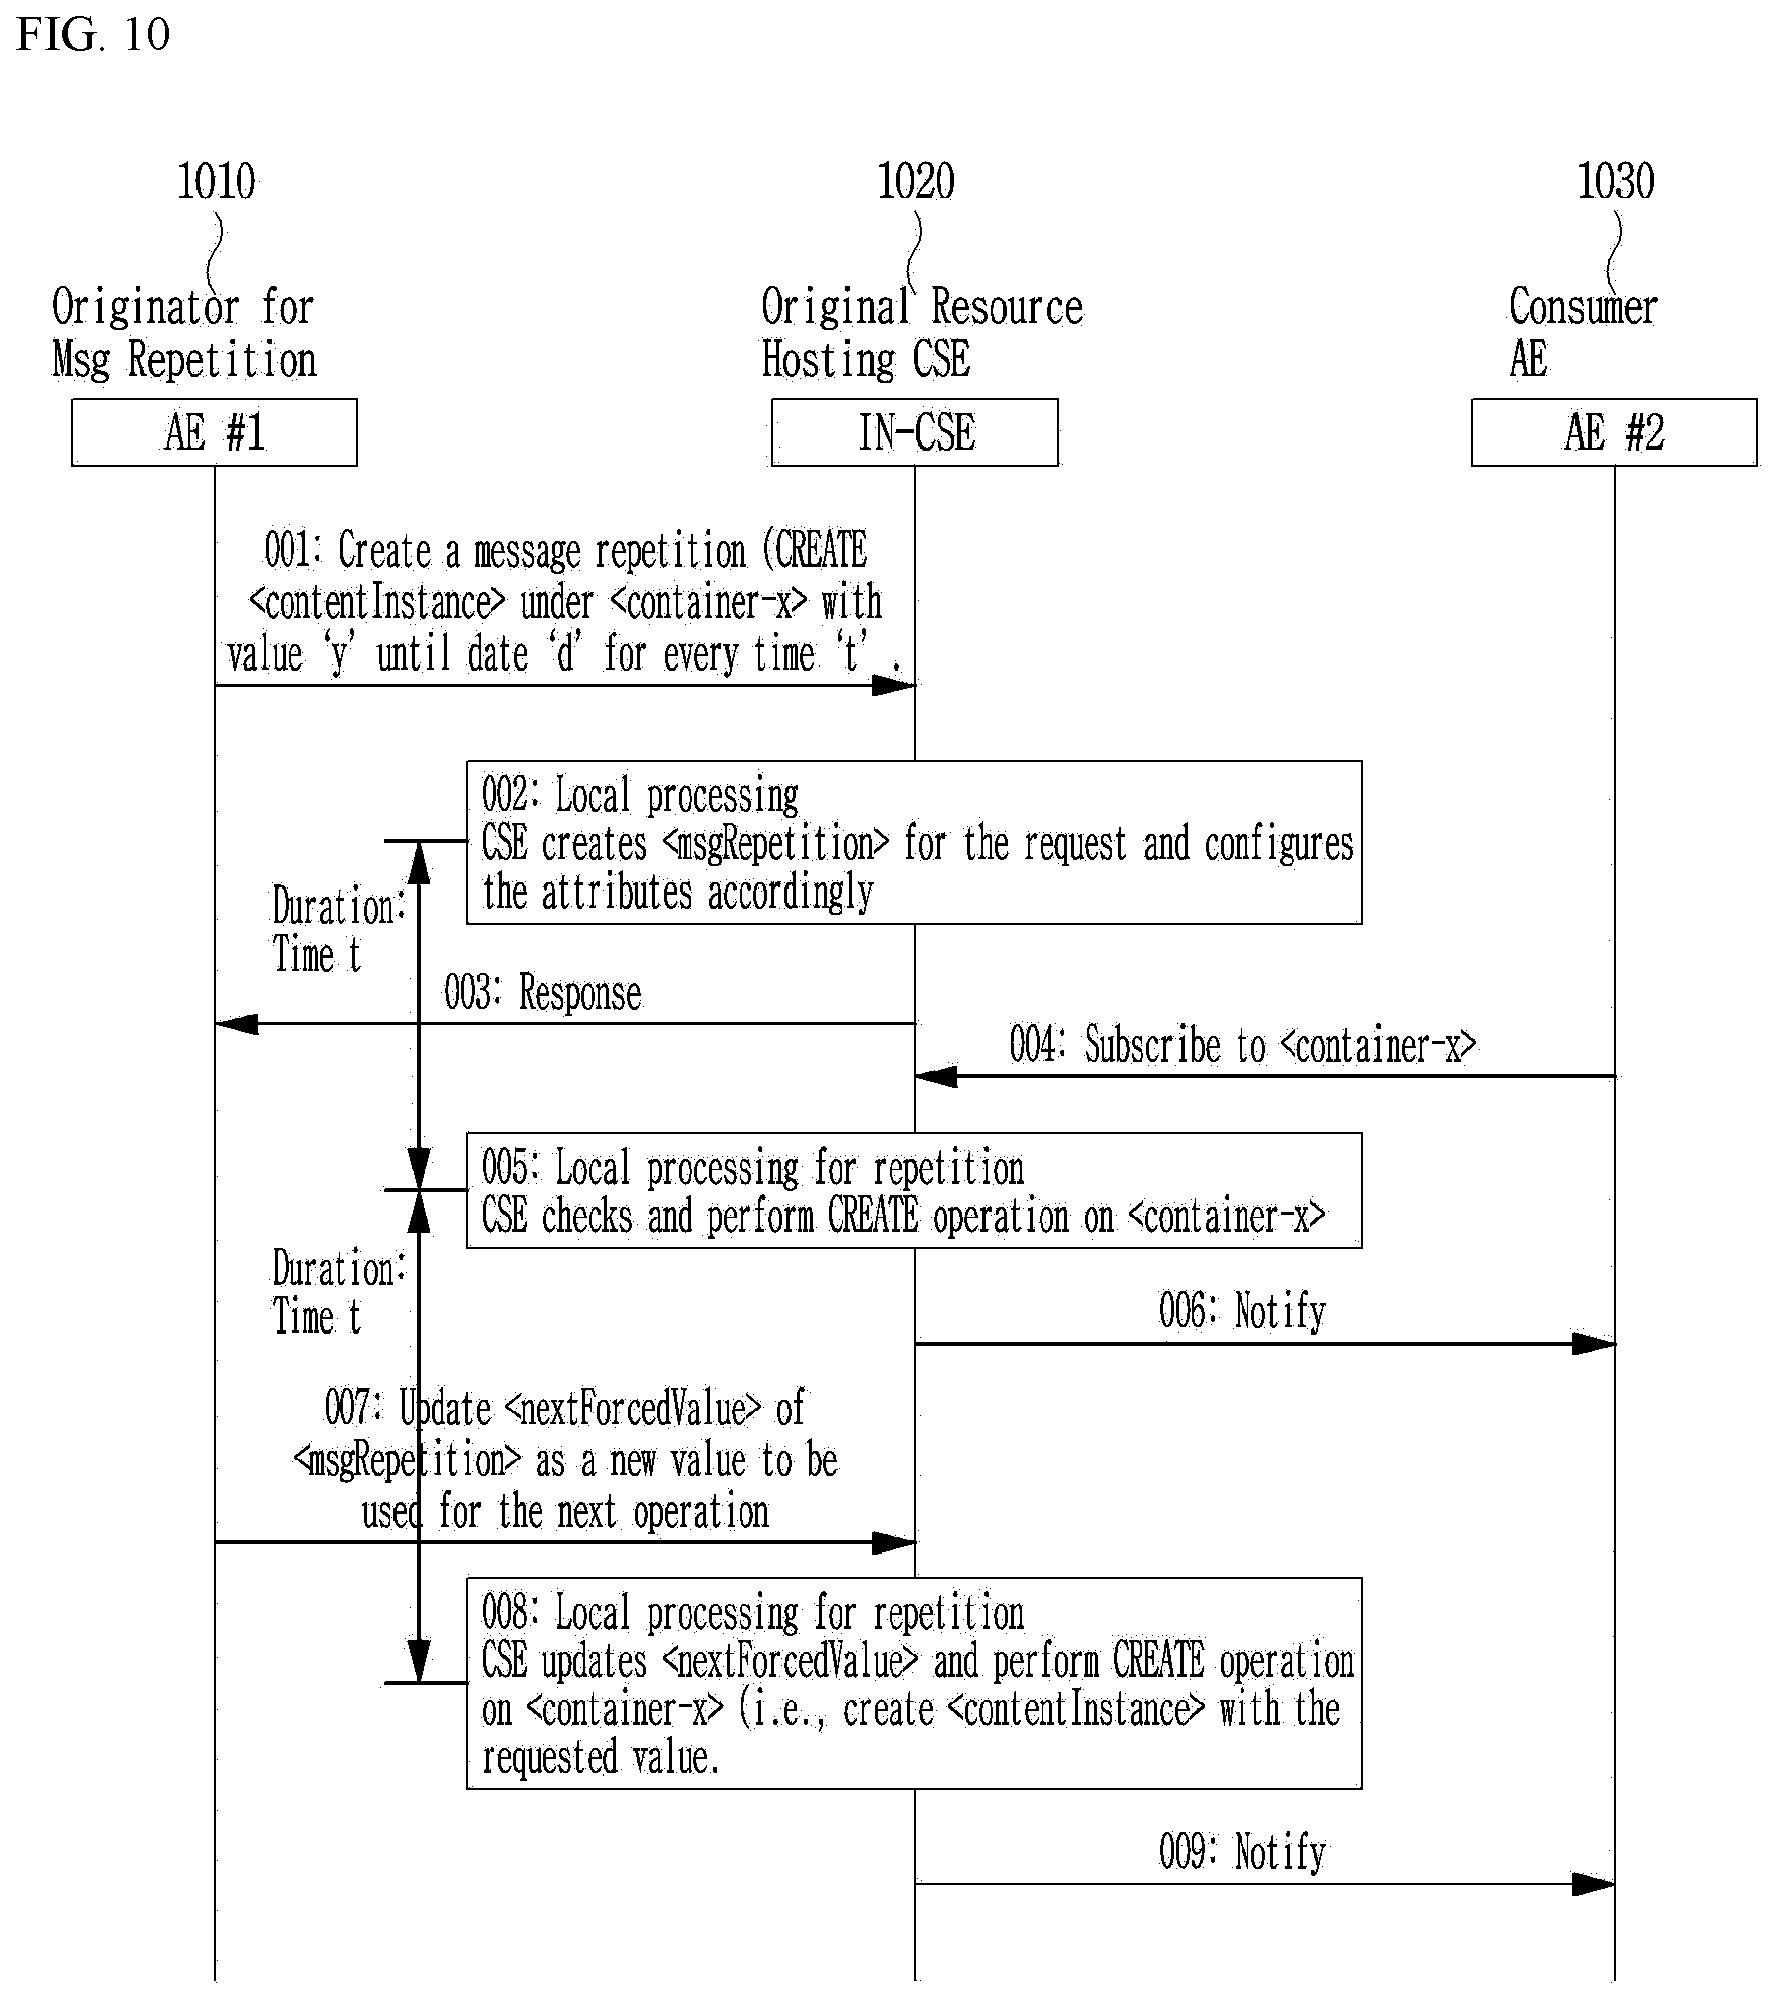 FIG. 10
1010
1020
1030
Originator for
Msg Repetition
Original Resource
Hosting CSE
Consumer
AE
AE #1
IN-CSE
AE #2
001: Create a message repetition (CREATE
<contentInstance> under <container-x> with
value ‘y’ until date ‘d’ for every time ‘t’ .
002: Local processing
CSE creates <msgRepetition> for the request and configures
the attributes accordingly
Duration:
Time t
003: Response
004: Subscribe to <container-x>
005: Local processing for repetition
CSE checks and perform CREATE operation on <container-x>
Duration:
Time t
006: Notify
007: Update <nextForcedValue> of
<msgRepetition> as a new value to be
used for the next operation
008: Local processing for repetition
CSE updates <nextForcedValue> and perform CREATE operation
on <container-x> (i.e., create <contentInstance> with the
requested value.
009: Notify